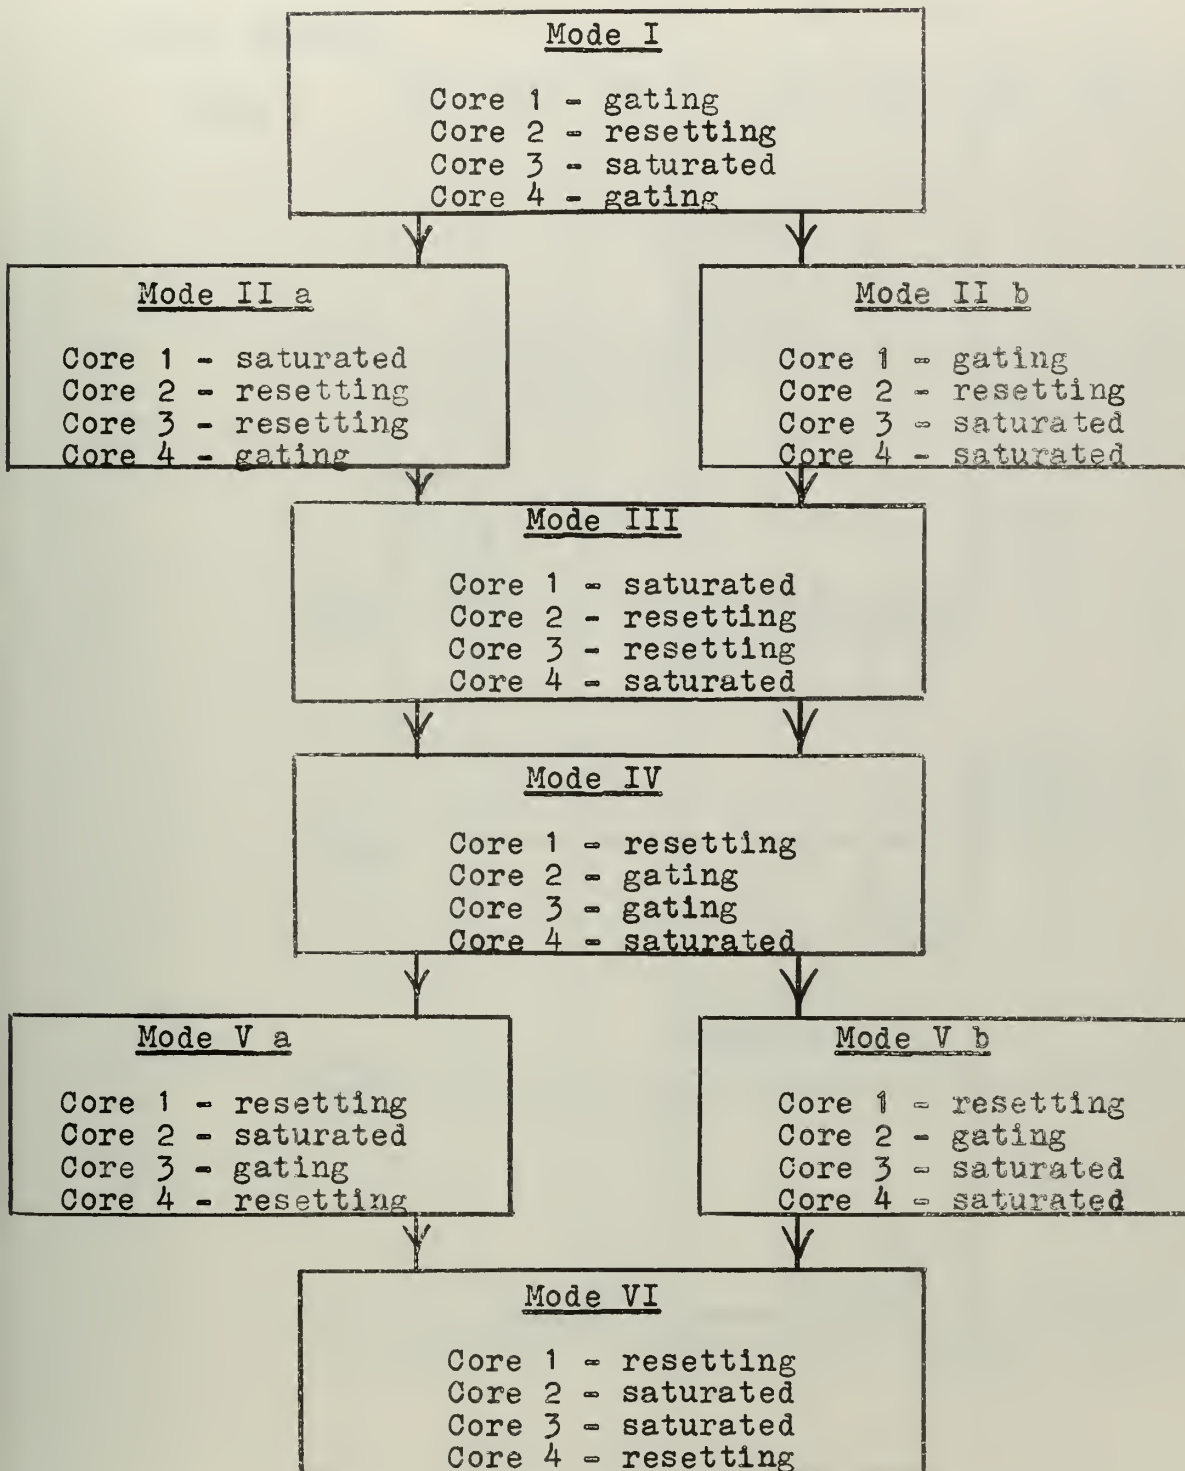 Mode I
Core 1 - gating
Core 2 - resetting
Core 3 - saturated
Core 4 - gating
Mode II a
Core 1 - saturated
Core 2 - resetting
Core 3 - resetting
Core 4 - gating
Mode II b
Core 1 - gating
Core 2 - resetting
Core 3 - saturated
Core 4 - saturated
Mode III
Core 1 - saturated
Core 2 - resetting
Core 3 - resetting
Core 4 - saturated
Mode IV
Core 1 - resetting
Core 2 - gating
Core 3 - gating
Core 4 - saturated
Mode V a
Core 1 - resetting
Core 2 - saturated
Core 3 - gating
Core 4 - resetting
Mode V b
Core 1 - resetting
Core 2 - gating
Core 3 - saturated
Core 4 - saturated
Mode VI
Core 1 - resetting
Core 2 - saturated
Core 3 - saturated
Core 4 - resetting